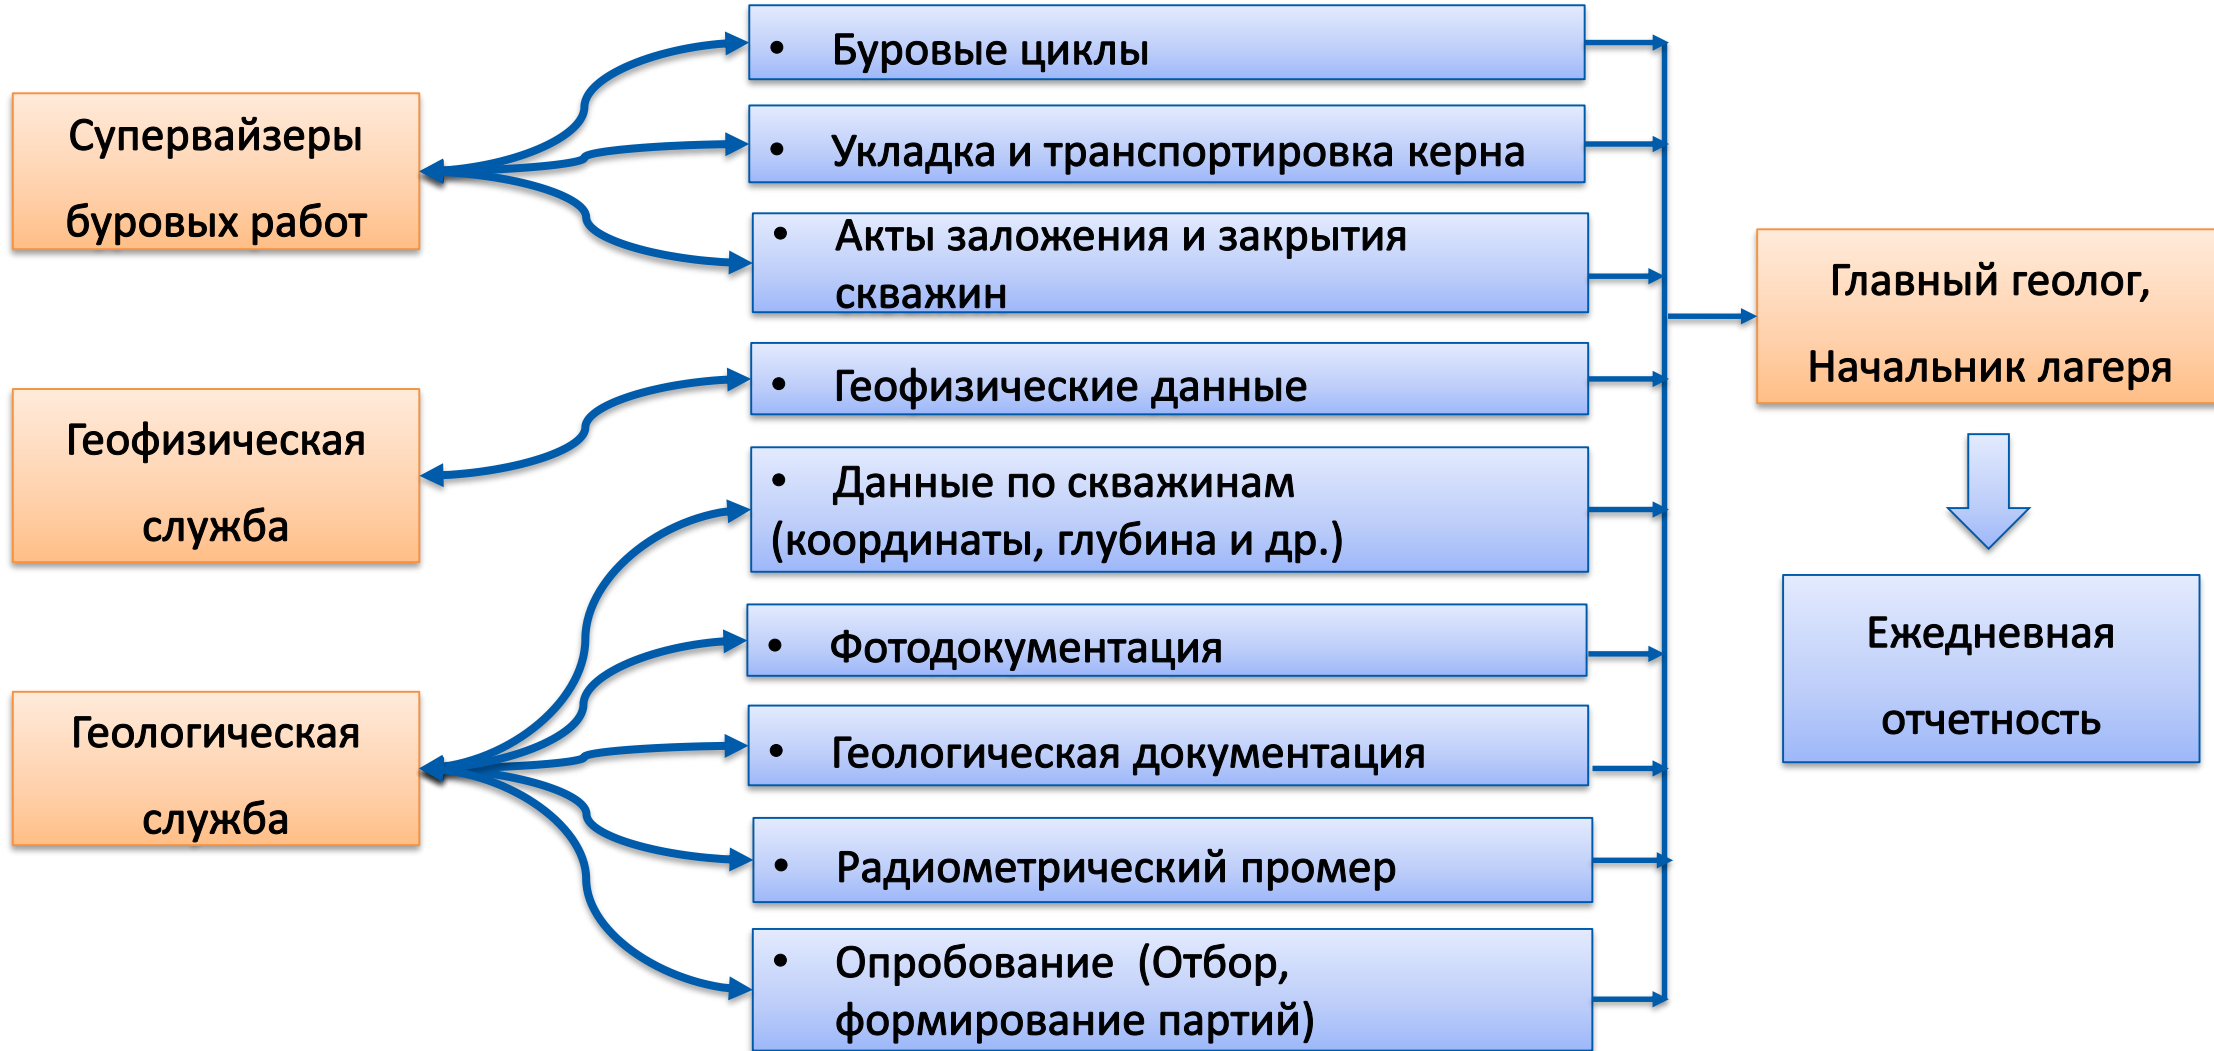 Супервайзеры
буровых работ
Геофизическая
служба
Геологическая
служба
• Буровые циклы
• Укладка и транспортировка керна
• Акты заложения и закрытия
скважин
• Геофизические данные
• Данные по скважинам
(координаты, глубина и др.)
• Фотодокументация
• Геологическая документация
• Радиометрический промер
• Опробование (Отбор,
формирование партий)
Главный геолог,
Начальник лагеря
Ежедневная
отчетность